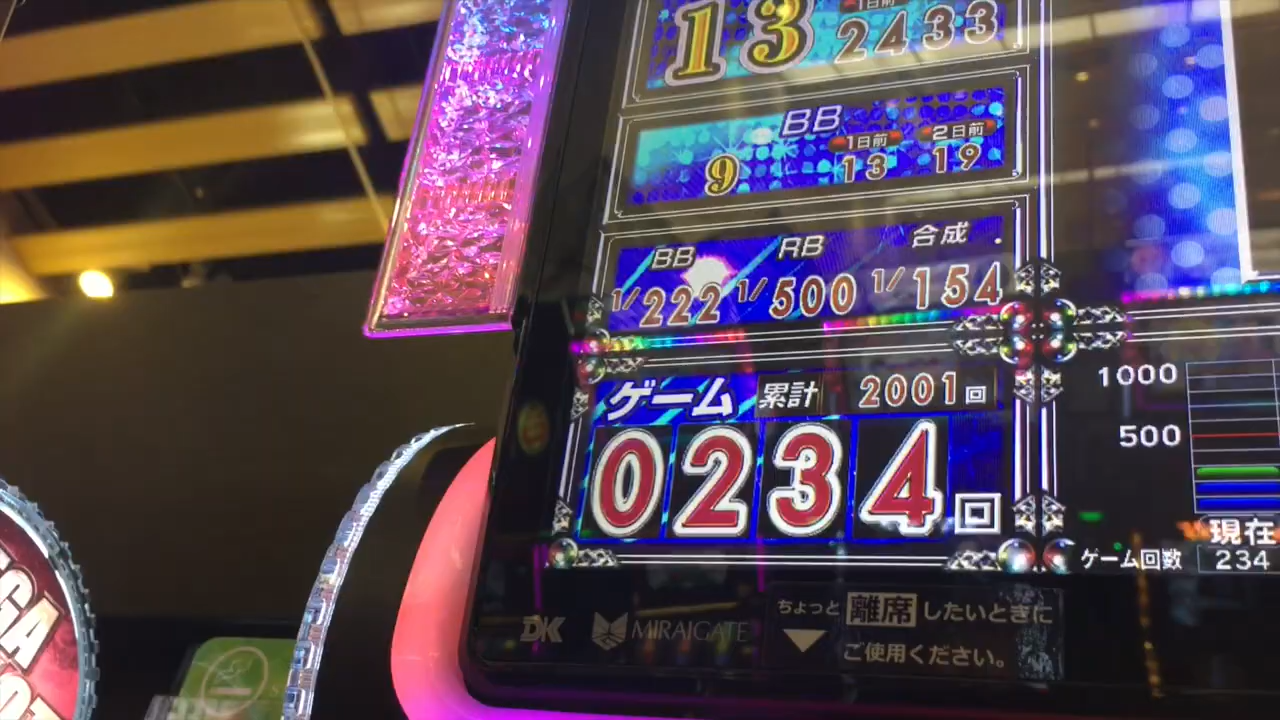 13 1日前 2433
BB
9 1日前 13 2日前 19
BB RB 合成
1/222 1/500 1/154
ゲーム 累計 2001回
0234回
1000
500
現在
ゲーム回数 234
DK MIRAIGATE
ちょっと離席したいときに
ご使用ください。